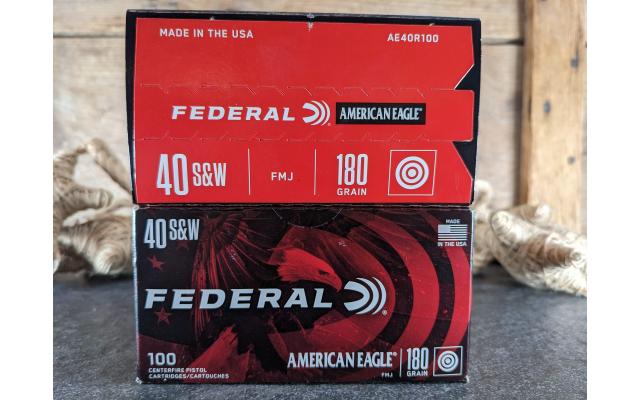 MADE IN THE USA
AE40R100
FEDERAL® AMERICAN EAGLE®
40 S&W FMJ 180 GRAIN
40 S&W
MADE
IN THE USA
FEDERAL®
100
CENTERFIRE PISTOL
CARTRIDGES/CARTOUCHES
AMERICAN EAGLE®
FMJ
180
GRAIN